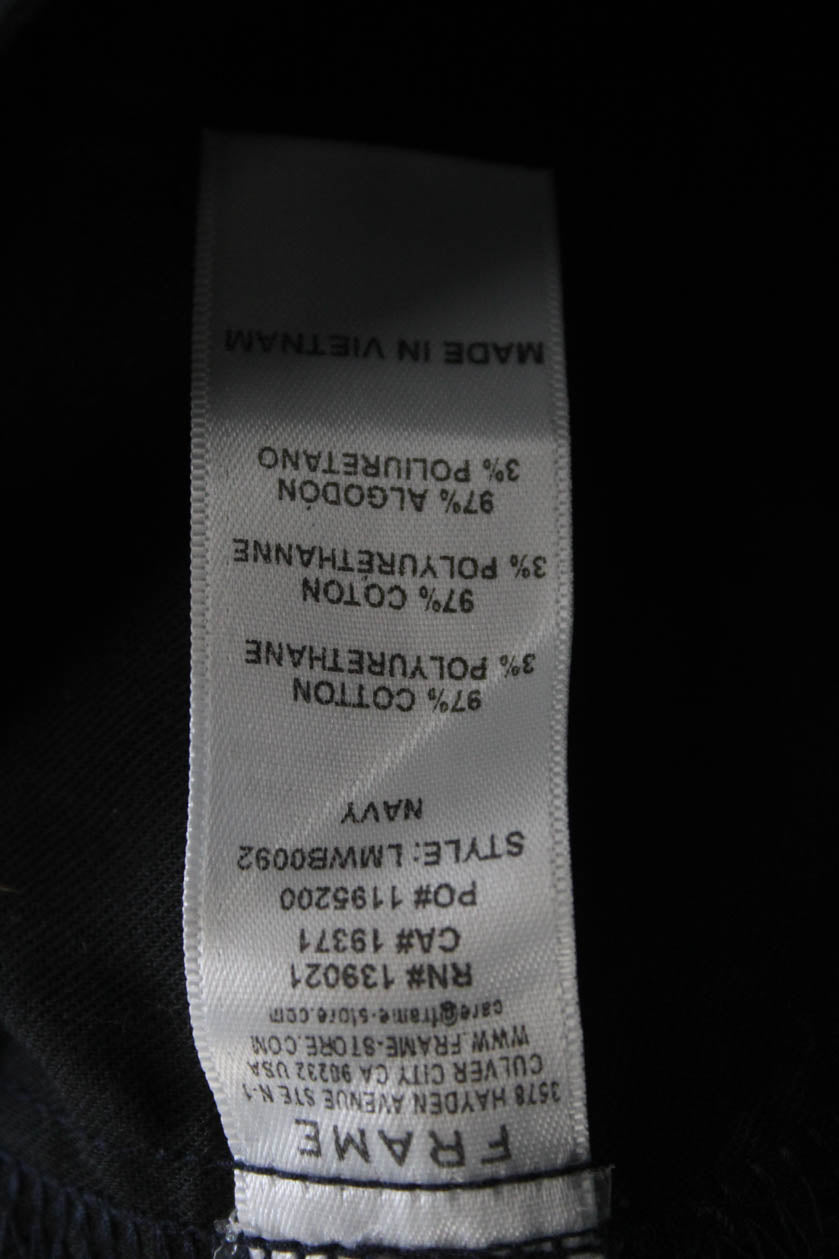 FRAME
3578 HAYDEN AVENUE STE N-1
CULVER CITY CA 90232 USA
WWW.FRAME-STORE.COM
care@frame-store.com
RN# 139021
CA# 19371
PO# 1195200
STYLE: LMWB0092
NAVY
97% COTTON
3% POLYURETHANE
97% COTON
3% POLYURETHANNE
97% ALGODÓN
3% POLIURETANO
MADE IN VIETNAM